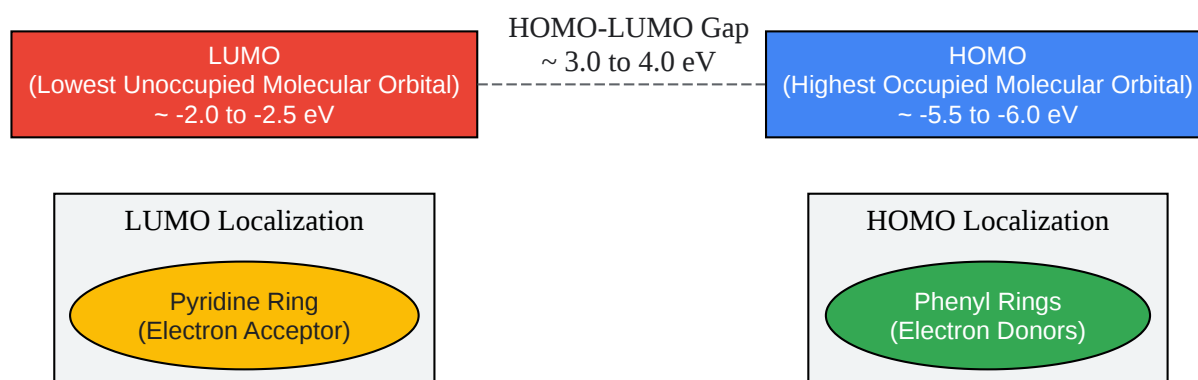 HOMO-LUMO Gap
~ 3.0 to 4.0 eV
LUMO
(Lowest Unoccupied Molecular Orbital)
~ -2.0 to -2.5 eV
HOMO
(Highest Occupied Molecular Orbital)
~ -5.5 to -6.0 eV
LUMO Localization
Pyridine Ring
(Electron Acceptor)
HOMO Localization
Phenyl Rings
(Electron Donors)